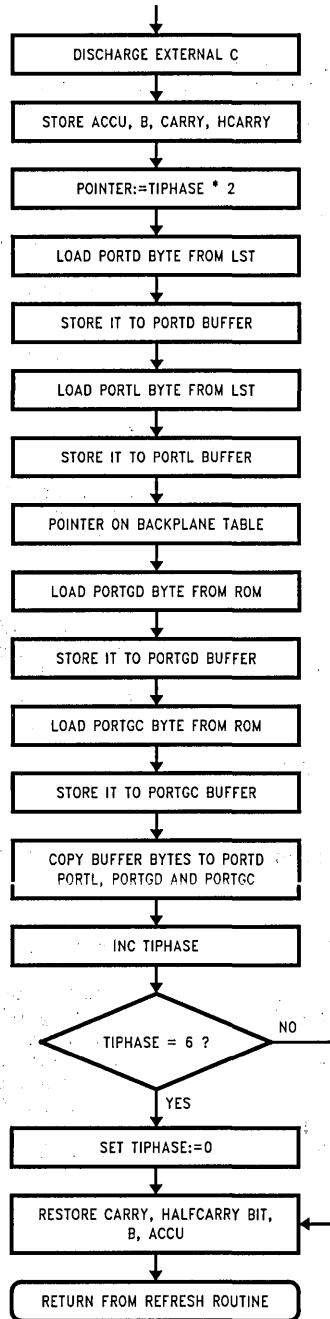 DISCHARGE EXTERNAL C
STORE ACCU, B, CARRY, HCARRY
POINTER:=TIPHASE * 2
LOAD PORTD BYTE FROM LST
STORE IT TO PORTD BUFFER
LOAD PORTL BYTE FROM LST
STORE IT TO PORTL BUFFER
POINTER ON BACKPLANE TABLE
LOAD PORTGD BYTE FROM ROM
STORE IT TO PORTGD BUFFER
LOAD PORTGC BYTE FROM ROM
STORE IT TO PORTGC BUFFER
COPY BUFFER BYTES TO PORTD
PORTL, PORTGD AND PORTGC
INC TIPHASE
TIPHASE = 6 ?
NO
YES
SET TIPHASE:=0
RESTORE CARRY, HALFCARRY BIT,
B, ACCU
RETURN FROM REFRESH ROUTINE